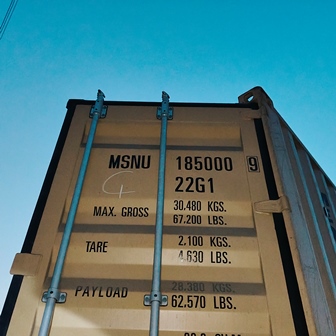 MSNU 185000 9
22G1
MAX. GROSS 30.480 KGS.
67.200 LBS.
TARE 2.100 KGS.
4.630 LBS.
PAYLOAD 28.380 KGS.
62.570 LBS.